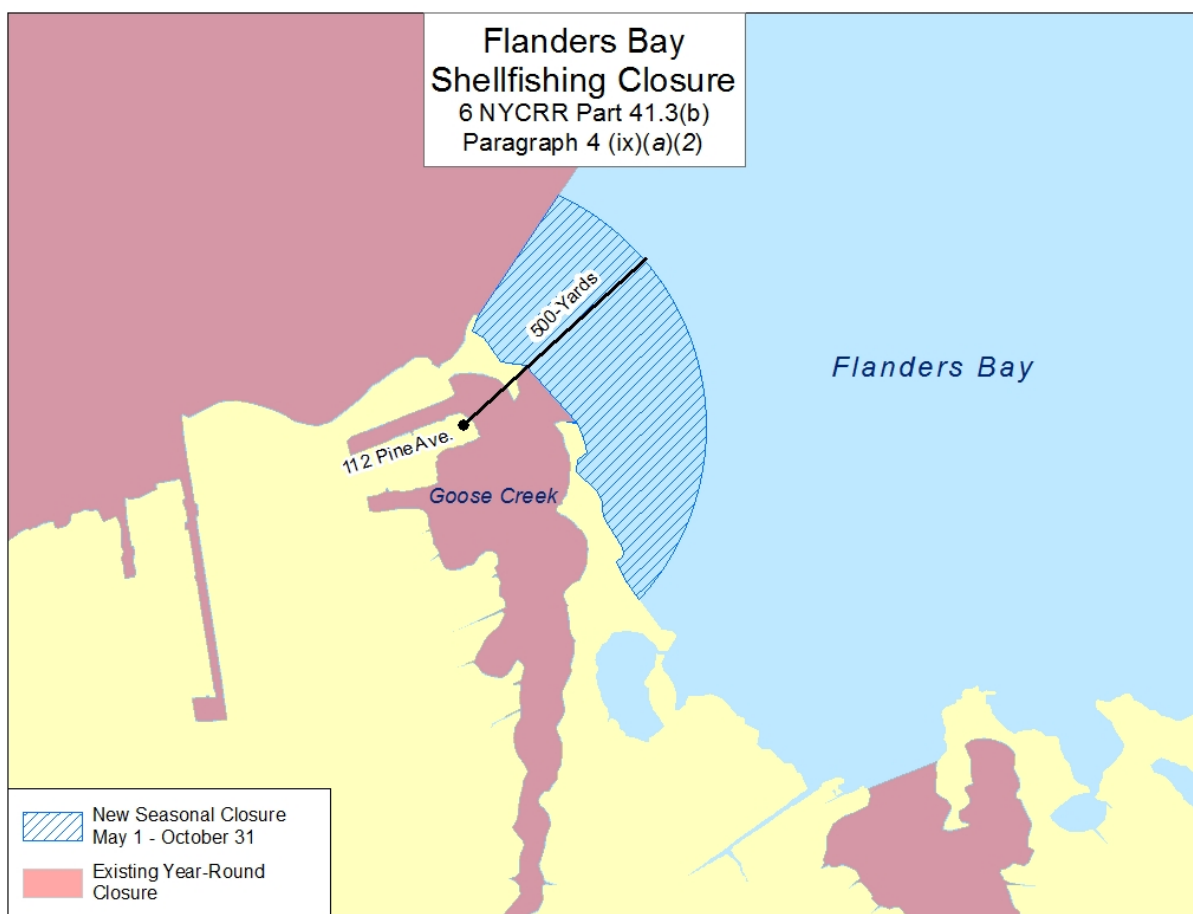 Flanders Bay
Shellfishing Closure
6 NYCRR Part 41.3(b)
Paragraph 4 (ix)(a)(2)
500-Yards
Flanders Bay
112 Pine Ave.
Goose Creek
New Seasonal Closure
May 1 - October 31
Existing Year-Round
Closure